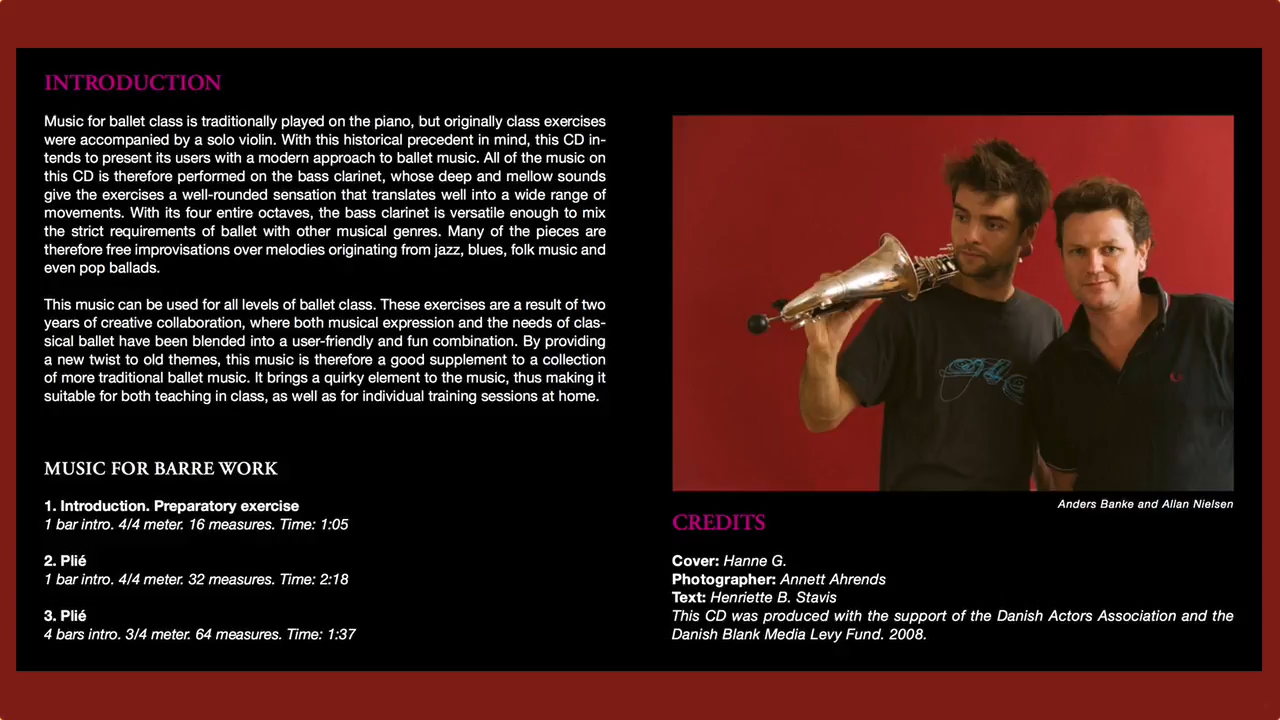 INTRODUCTION
Music for ballet class is traditionally played on the piano, but originally class exercises
were accompanied by a solo violin. With this historical precedent in mind, this CD in-
tends to present its users with a modern approach to ballet music. All of the music on
this CD is therefore performed on the bass clarinet, whose deep and mellow sounds
give the exercises a well-rounded sensation that translates well into a wide range of
movements. With its four entire octaves, the bass clarinet is versatile enough to mix
the strict requirements of ballet with other musical genres. Many of the pieces are
therefore free improvisations over melodies originating from jazz, blues, folk music and
even pop ballads.
This music can be used for all levels of ballet class. These exercises are a result of two
years of creative collaboration, where both musical expression and the needs of clas-
sical ballet have been blended into a user-friendly and fun combination. By providing
a new twist to old themes, this music is therefore a good supplement to a collection
of more traditional ballet music. It brings a quirky element to the music, thus making it
suitable for both teaching in class, as well as for individual training sessions at home.
MUSIC FOR BARRE WORK
1. Introduction. Preparatory exercise
1 bar intro. 4/4 meter. 16 measures. Time: 1:05
2. Plié
1 bar intro. 4/4 meter. 32 measures. Time: 2:18
3. Plié
4 bars intro. 3/4 meter. 64 measures. Time: 1:37
Anders Banke and Allan Nielsen
CREDITS
Cover: Hanne G.
Photographer: Annett Ahrends
Text: Henriette B. Stavis
This CD was produced with the support of the Danish Actors Association and the
Danish Blank Media Levy Fund. 2008.